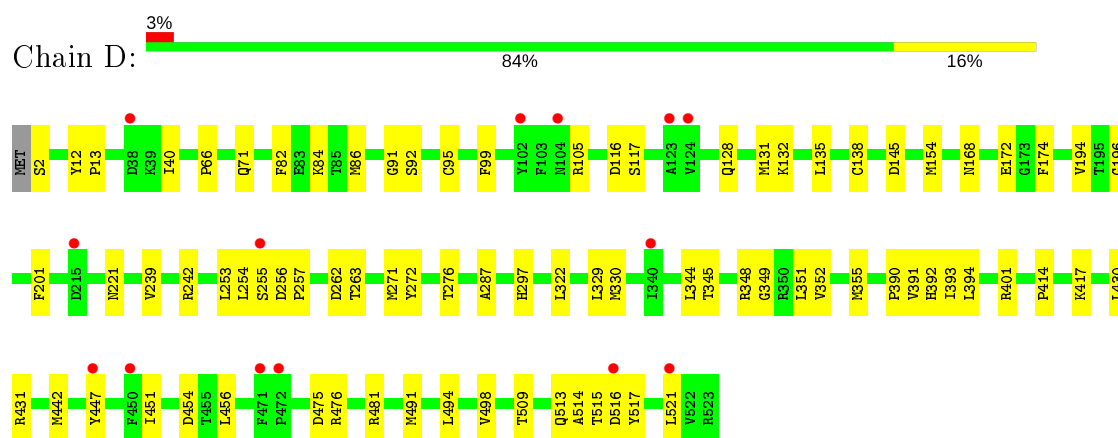 3%
Chain D:
84% 16%
MET S2 Y12 P13 D38 K39 I40 P66 Q71 F82 E83 K84 T85 M86 G91 S92 C95 F99 Y102 F103 N104 R105 D116 S117 A123 V124 Q128 M131 K132 L135 C138 D145 M154 N168 E172 G173 F174 V194 T195
F201 D215 N221 V239 R242 L253 L254 S255 D256 P257 D262 T263 M271 Y272 T276 A287 H297 L322 L329 M330 I340 L344 T345 R348 G349 R350 L351 V352 M355 P390 V391 H392 I393 L394 R401 P414 K417 L430
R431 M442 Y447 F450 I451 D454 T455 L456 F471 P472 D475 R476 R481 M491 L494 V498 T509 Q513 A514 T515 D516 Y517 L521 V522 R523